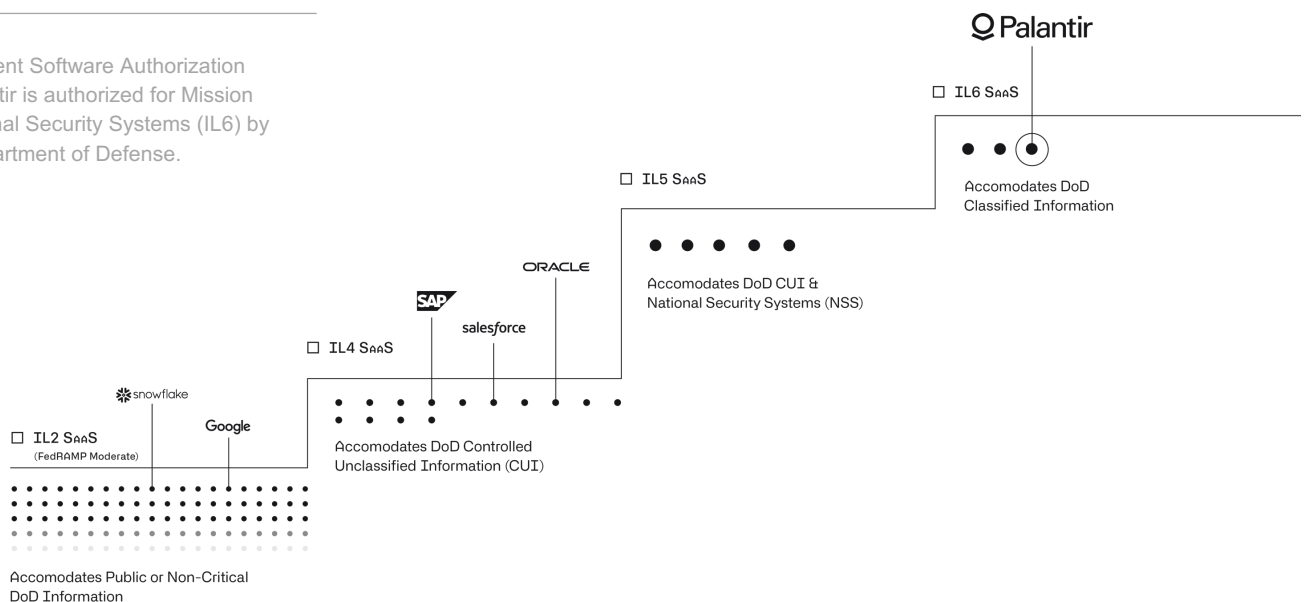 ent Software Authorization
tir is authorized for Mission
nal Security Systems (IL6) by
artment of Defense.
Palantir
IL6 SAAS
Accomodates DoD
Classified Information
IL5 SAAS
Accomodates DoD CUI &
National Security Systems (NSS)
ORACLE
SAP
salesforce
IL4 SAAS
Accomodates DoD Controlled
Unclassified Information (CUI)
snowflake
Google
IL2 SAAS
(FedRAMP Moderate)
Accomodates Public or Non-Critical
DoD Information